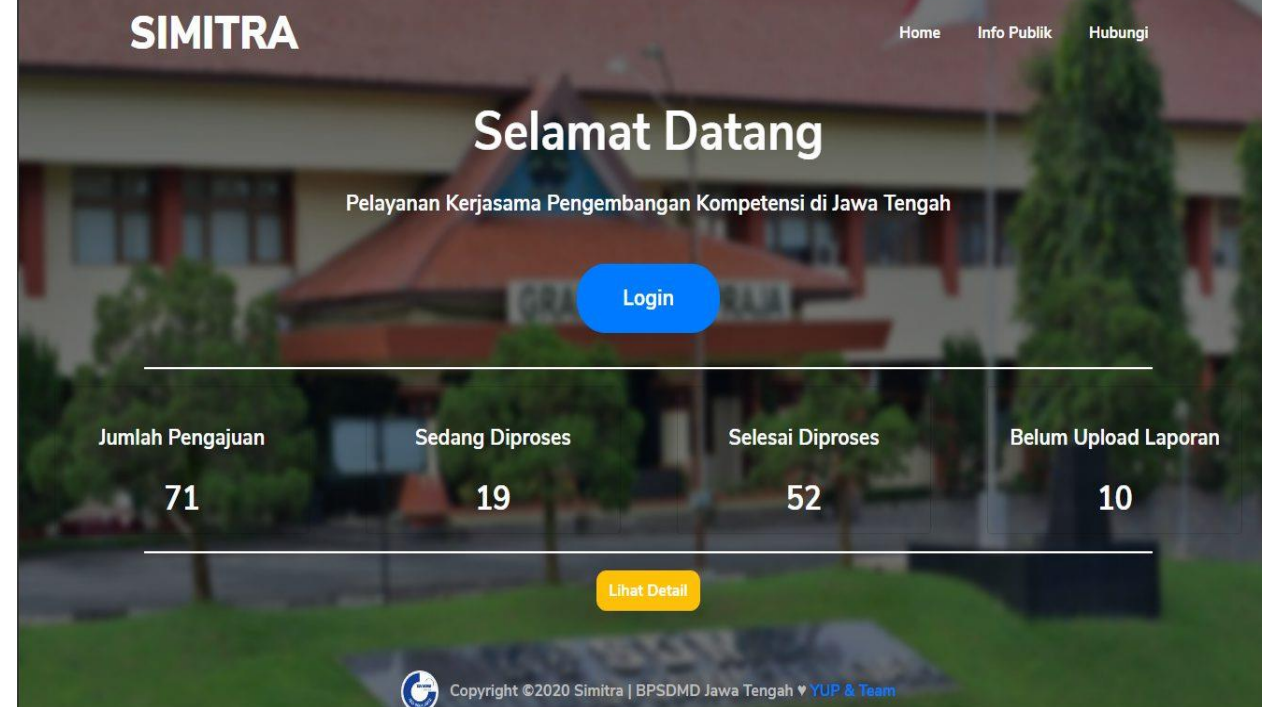 SIMITRA
Home Info Publik Hubungi
Selamat Datang
Pelayanan Kerjasama Pengembangan Kompetensi di Jawa Tengah
Login
Jumlah Pengajuan Sedang Diproses Selesai Diproses Belum Upload Laporan
71 19 52 10
Lihat Detail
Copyright ©2020 Simitra | BPSDMD Jawa Tengah ♥ YUP & Team